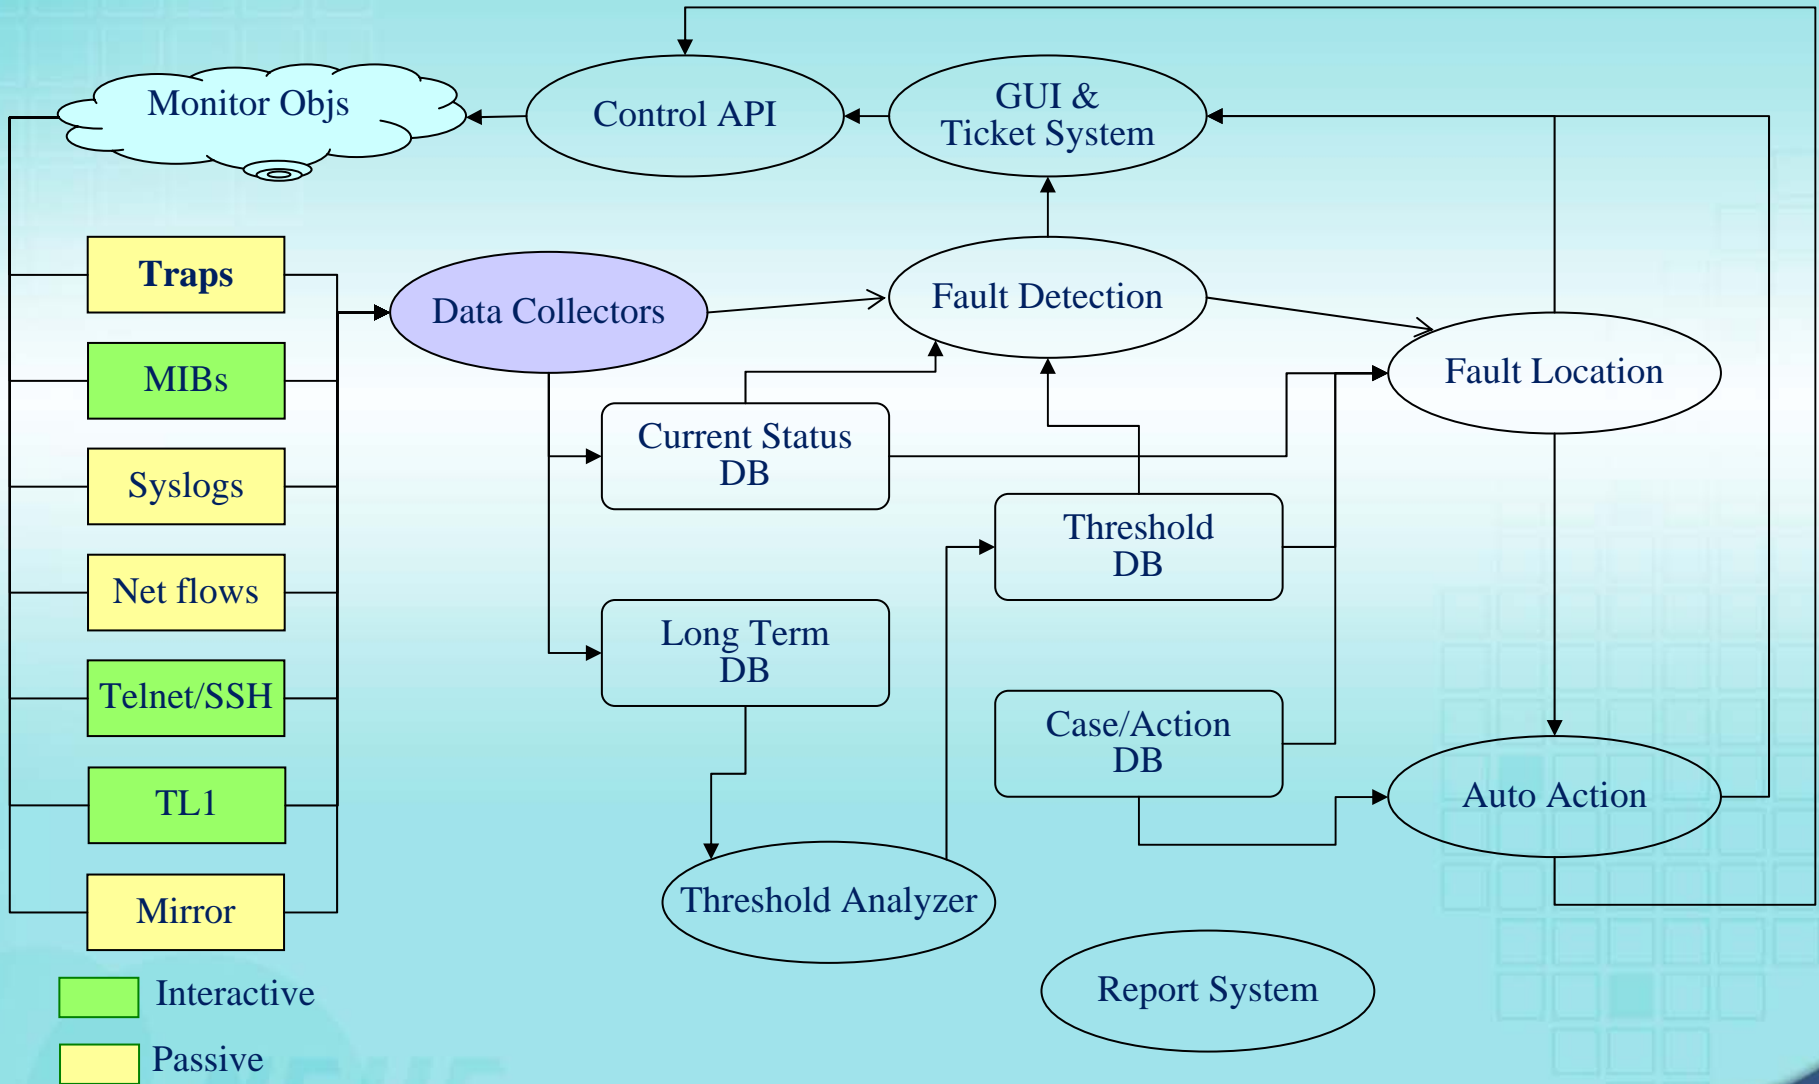 Monitor Objs
Control API
GUI &
Ticket System
Traps
MIBs
Syslogs
Net flows
Telnet/SSH
TL1
Mirror
Interactive
Passive
Data Collectors
Fault Detection
Fault Location
Current Status
DB
Threshold
DB
Long Term
DB
Case/Action
DB
Auto Action
Threshold Analyzer
Report System